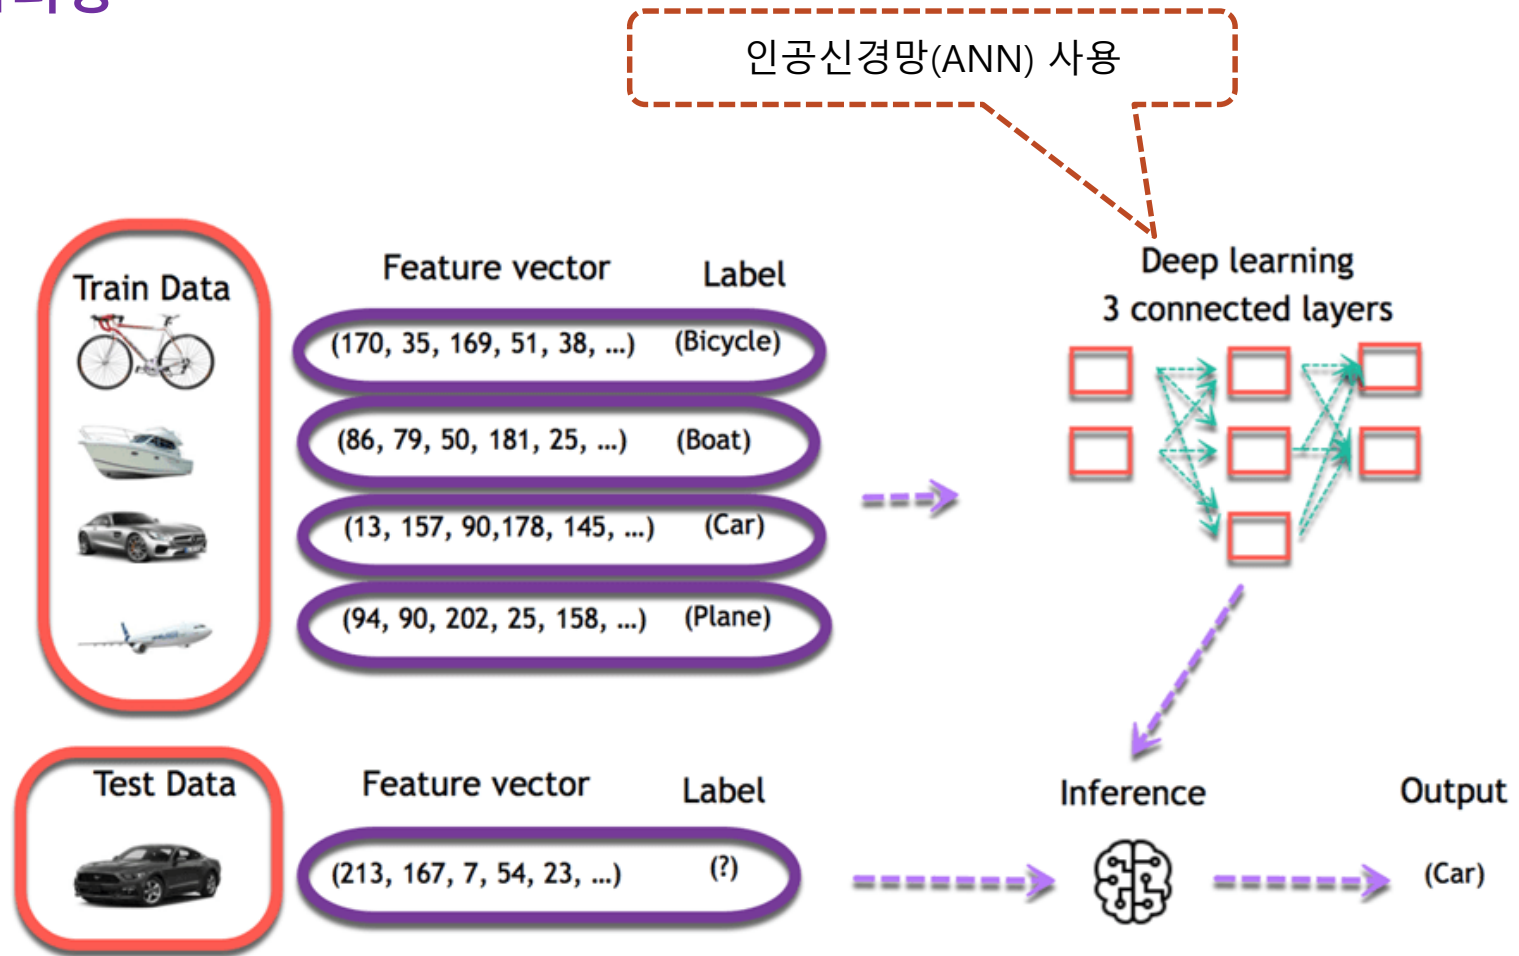 인공신경망(ANN) 사용
Train Data
Feature vector
Label
(170, 35, 169, 51, 38, …)
(Bicycle)
(86, 79, 50, 181, 25, …)
(Boat)
(13, 157, 90,178, 145, …)
(Car)
(94, 90, 202, 25, 158, …)
(Plane)
Deep learning
3 connected layers
Test Data
Feature vector
Label
(213, 167, 7, 54, 23, …)
(?)
Inference
Output
(Car)